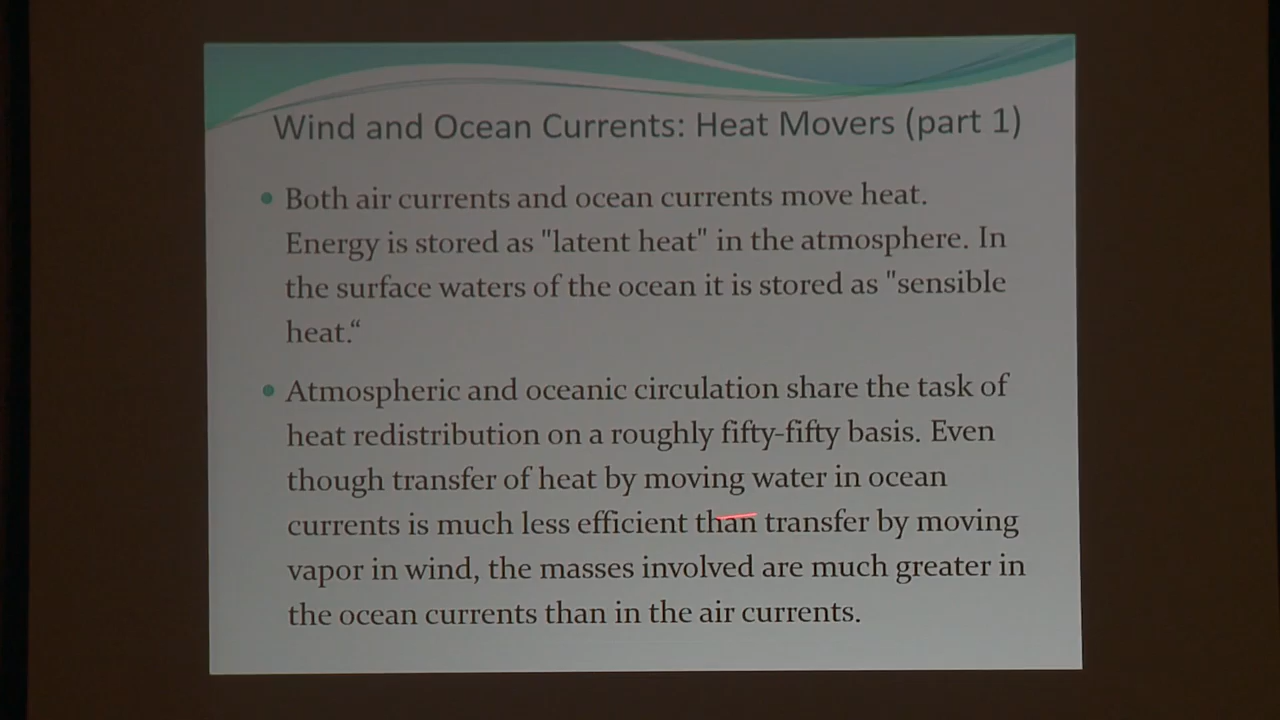 Wind and Ocean Currents: Heat Movers (part 1)
• Both air currents and ocean currents move heat.
Energy is stored as "latent heat" in the atmosphere. In
the surface waters of the ocean it is stored as "sensible
heat.“
• Atmospheric and oceanic circulation share the task of
heat redistribution on a roughly fifty-fifty basis. Even
though transfer of heat by moving water in ocean
currents is much less efficient than transfer by moving
vapor in wind, the masses involved are much greater in
the ocean currents than in the air currents.